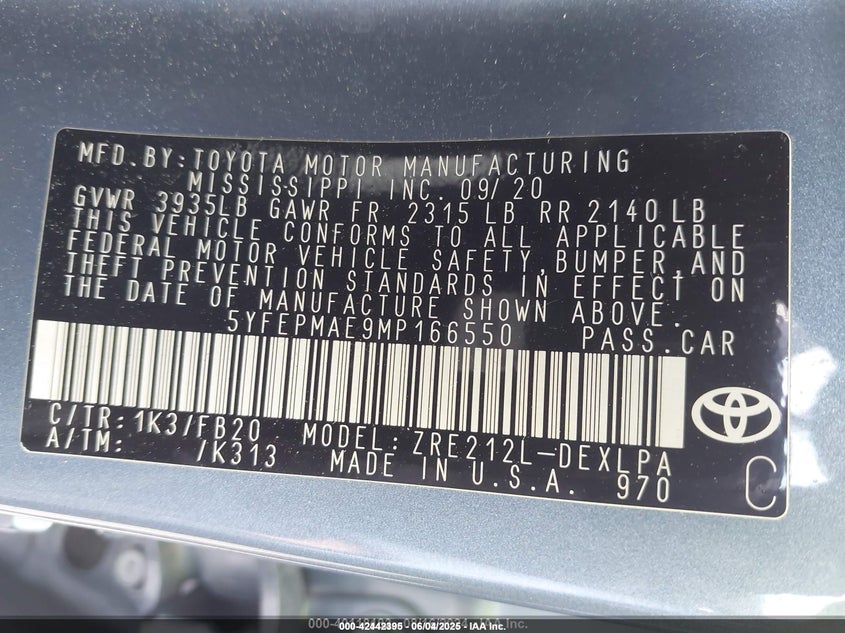 MFD.BY:TOYOTA MOTOR MANUFACTURING
MISSISSIPPI INC. 09/20
GVWR 3935LB GAWR FR 2315 LB RR 2140 LB
THIS VEHICLE CONFORMS TO ALL APPLICABLE
FEDERAL MOTOR VEHICLE SAFETY,BUMPER,AND
THEFT PREVENTION STANDARDS IN EFFECT ON
THE DATE OF MANUFACTURE SHOWN ABOVE.
5YFEPMAE9MP166550 PASS.CAR
C/TR:1K3/FB20 MODEL:ZRE212L-DEXLPA
A/TM: /K313 MADE IN U.S.A. 970
C
000-42442395 - 06/04/2025 - IAA Inc.